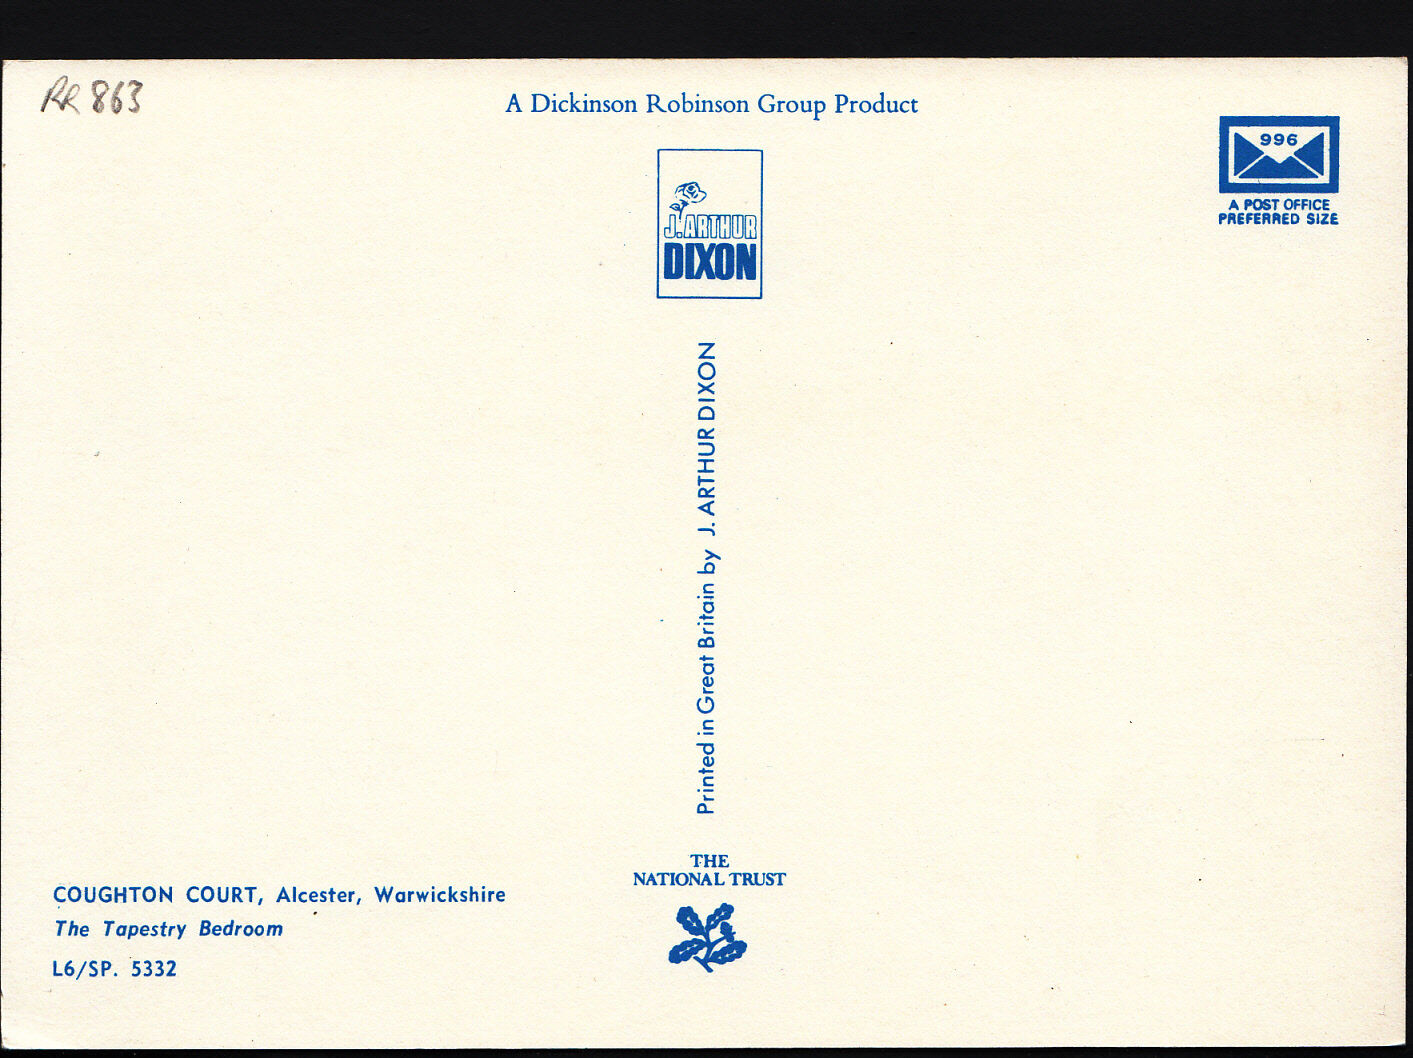 RR 863
A Dickinson Robinson Group Product
996
A POST OFFICE
PREFERRED SIZE
J. ARTHUR
DIXON
Printed in Great Britain by J. ARTHUR DIXON
THE
NATIONAL TRUST
COUGHTON COURT, Alcester, Warwickshire
The Tapestry Bedroom
L6/SP. 5332